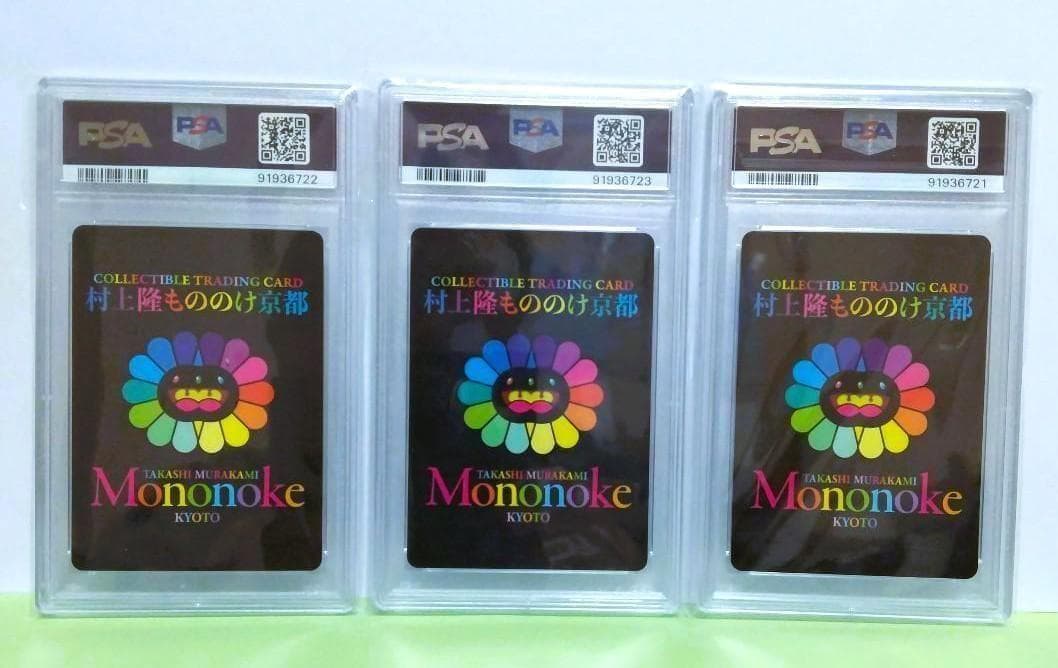 PSA
PSA
91936722
COLLECTIBLE TRADING CARD
村上隆もののけ京都
TAKASHI MURAKAMI
Mononoke
KYOTO
PSA
PSA
91936723
COLLECTIBLE TRADING CARD
村上隆もののけ京都
TAKASHI MURAKAMI
Mononoke
KYOTO
PSA
PSA
91936721
COLLECTIBLE TRADING CARD
村上隆もののけ京都
TAKASHI MURAKAMI
Mononoke
KYOTO